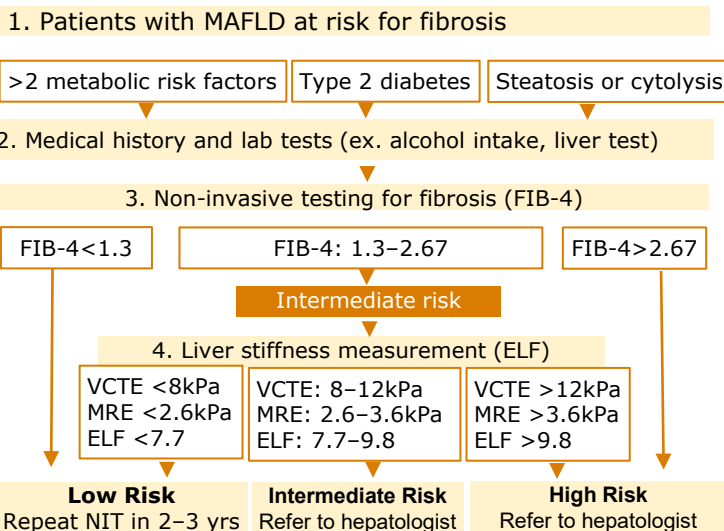 1. Patients with MAFLD at risk for fibrosis
>2 metabolic risk factors
Type 2 diabetes
Steatosis or cytolysis
2. Medical history and lab tests (ex. alcohol intake, liver test)
3. Non-invasive testing for fibrosis (FIB-4)
FIB-4<1.3
FIB-4: 1.3–2.67
FIB-4>2.67
Intermediate risk
4. Liver stiffness measurement (ELF)
VCTE <8kPa
MRE <2.6kPa
ELF <7.7
VCTE: 8–12kPa
MRE: 2.6–3.6kPa
ELF: 7.7–9.8
VCTE >12kPa
MRE >3.6kPa
ELF >9.8
Low Risk
Repeat NIT in 2–3 yrs
Intermediate Risk
Refer to hepatologist
High Risk
Refer to hepatologist